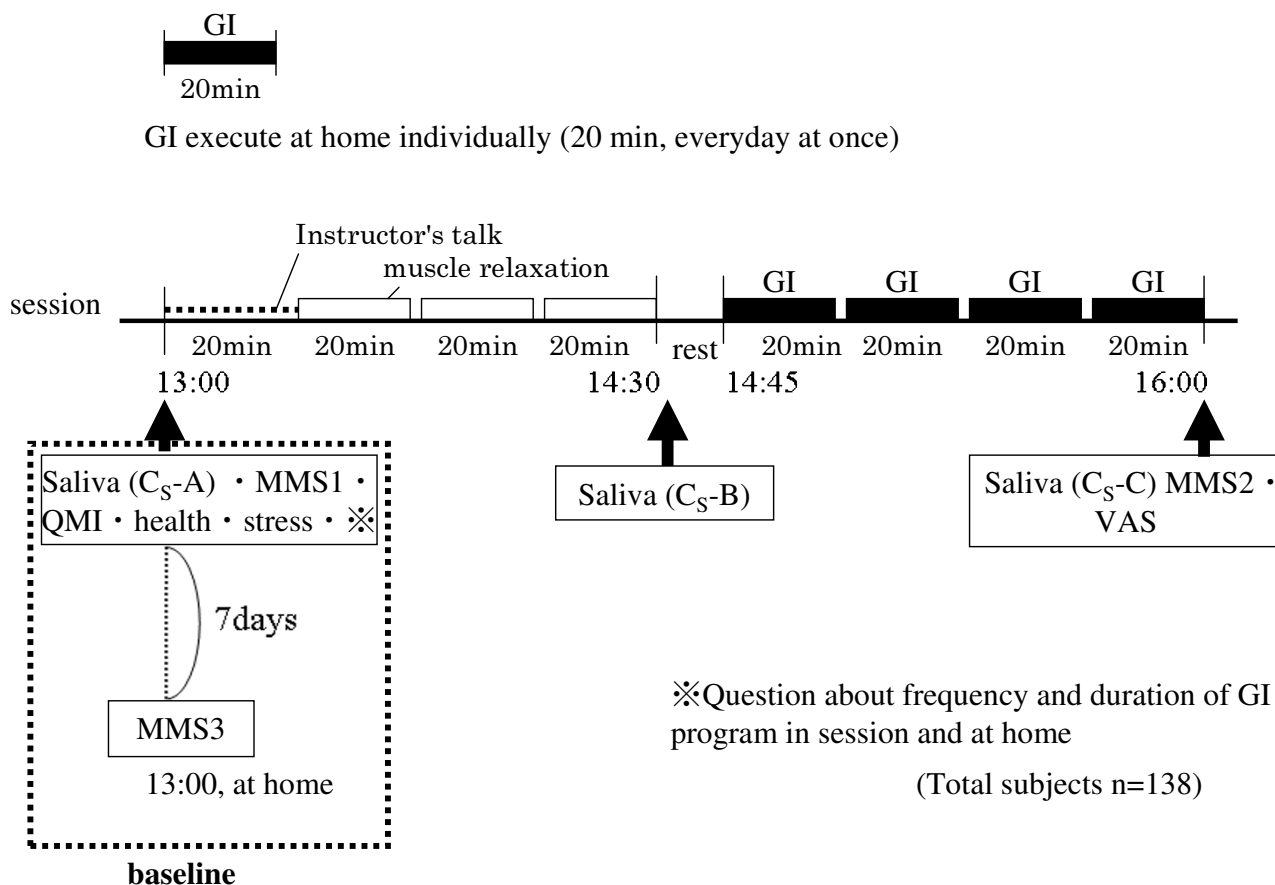 GI
20min
GI execute at home individually (20 min, everyday at once)
Instructor's talk
muscle relaxation
GI GI GI GI
session
20min 20min 20min 20min rest 20min 20min 20min 20min
13:00 14:30 14:45 16:00
Saliva (CS-A) ・ MMS1 ・
QMI・health・stress・※
Saliva (CS-B)
Saliva (CS-C) MMS2・
VAS
7days
MMS3
13:00, at home
baseline
※Question about frequency and duration of GI
program in session and at home
(Total subjects n=138)